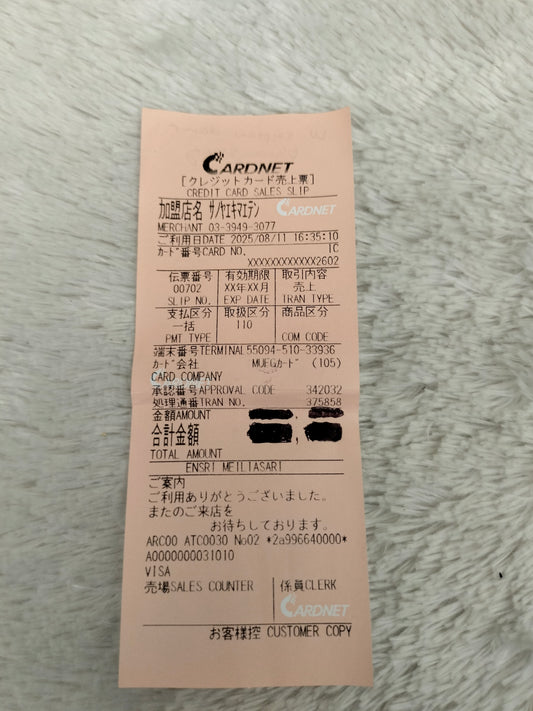 CARDNET
[クレジットカード売上票]
CREDIT CARD SALES SLIP
加盟店名 ｻﾉﾔｴｷﾏｴﾃﾝ CARDNET
MERCHANT 03-3949-3077
ご利用日DATE 2025/08/11 16:35:10
ｶｰﾄﾞ番号CARD NO. IC
XXXXXXXXXXXX2602
伝票番号 有効期限 取引内容
00702 XX年XX月 売上
SLIP NO. EXP DATE TRAN TYPE
支払区分 取扱区分 商品区分
一括 110
PMT TYPE COM CODE
端末番号TERMINAL 55094-510-33936
ｶｰﾄﾞ会社 MUFGｶｰﾄﾞ (105)
CARD COMPANY
承認番号APPROVAL CODE 342032
処理通番TRAN NO. 375858
金額AMOUNT
合計金額
TOTAL AMOUNT
ENSRI MEILIASARI
ご案内
ご利用ありがとうございました。
またのご来店を
お待ちしております。
ARC00 ATC0030 No02 *2a996640000*
A0000000031010
VISA
売場SALES COUNTER 係員CLERK
CARDNET
お客様控 CUSTOMER COPY